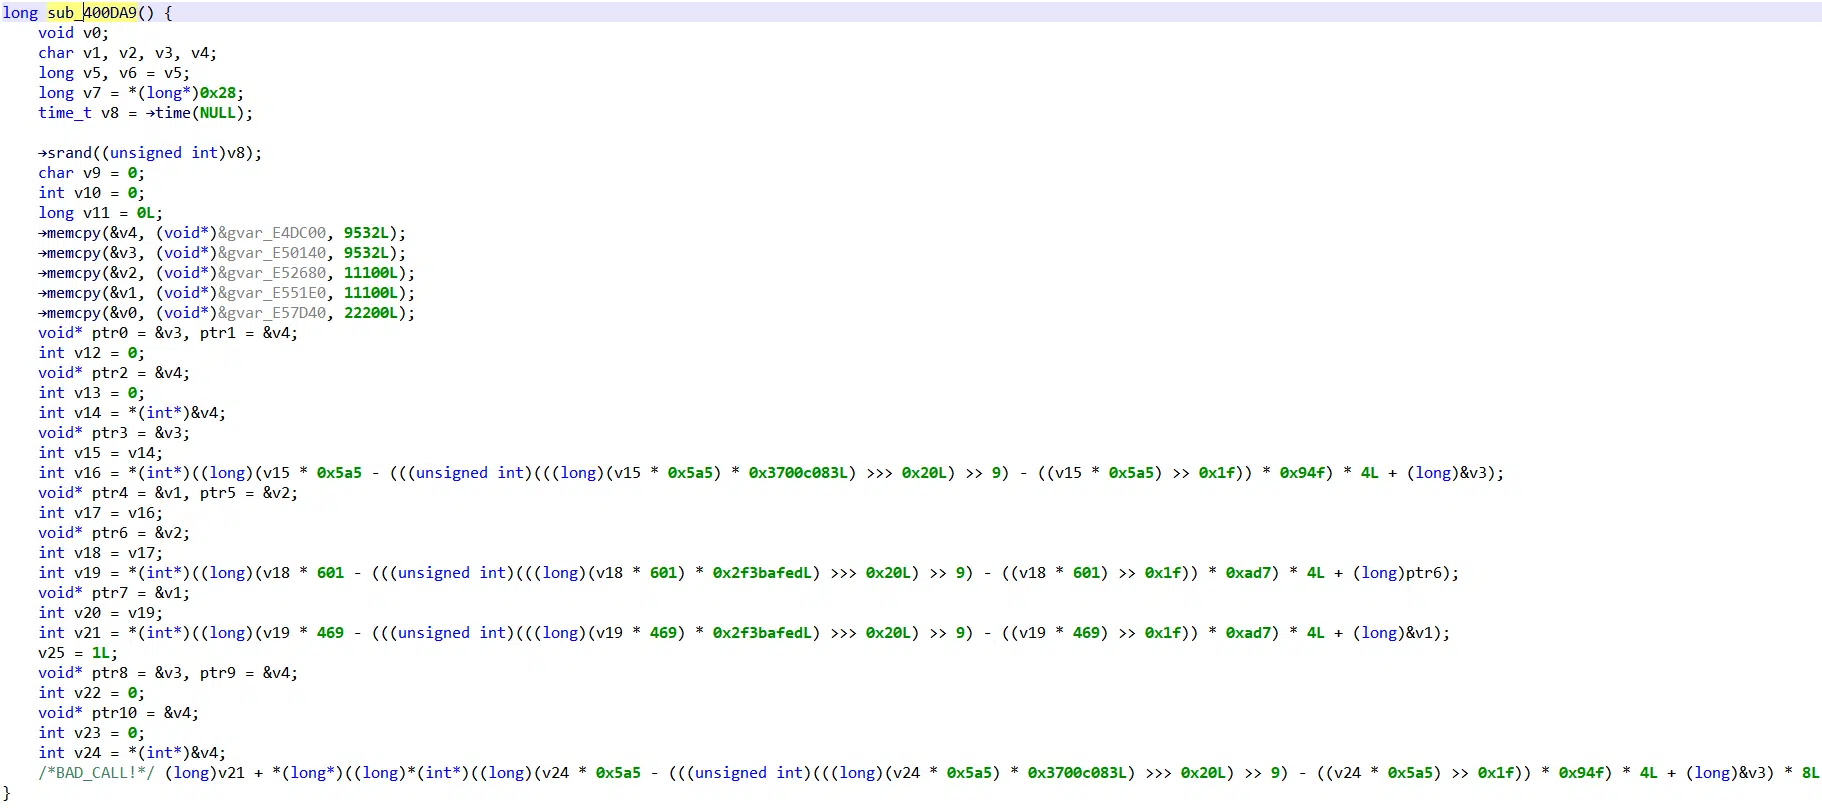 long sub_400DA9() {
    void v0;
    char v1, v2, v3, v4;
    long v5, v6 = v5;
    long v7 = *(long*)0x28;
    time_t v8 = →time(NULL);

    →srand((unsigned int)v8);
    char v9 = 0;
    int v10 = 0;
    long v11 = 0L;
    →memcpy(&v4, (void*)&gvar_E4DC00, 9532L);
    →memcpy(&v3, (void*)&gvar_E50140, 9532L);
    →memcpy(&v2, (void*)&gvar_E52680, 11100L);
    →memcpy(&v1, (void*)&gvar_E551E0, 11100L);
    →memcpy(&v0, (void*)&gvar_E57D40, 22200L);
    void* ptr0 = &v3, ptr1 = &v4;
    int v12 = 0;
    void* ptr2 = &v4;
    int v13 = 0;
    int v14 = *(int*)&v4;
    void* ptr3 = &v3;
    int v15 = v14;
    int v16 = *(int*)((long)(v15 * 0x5a5 - (((unsigned int)(((long)(v15 * 0x5a5) * 0x3700c083L) >>> 0x20L) >> 9) - ((v15 * 0x5a5) >> 0x1f)) * 0x94f) * 4L + (long)&v3);
    void* ptr4 = &v1, ptr5 = &v2;
    int v17 = v16;
    void* ptr6 = &v2;
    int v18 = v17;
    int v19 = *(int*)((long)(v18 * 601 - (((unsigned int)(((long)(v18 * 601) * 0x2f3bafedL) >>> 0x20L) >> 9) - ((v18 * 601) >> 0x1f)) * 0xad7) * 4L + (long)ptr6);
    void* ptr7 = &v1;
    int v20 = v19;
    int v21 = *(int*)((long)(v19 * 469 - (((unsigned int)(((long)(v19 * 469) * 0x2f3bafedL) >>> 0x20L) >> 9) - ((v19 * 469) >> 0x1f)) * 0xad7) * 4L + (long)&v1);
    v25 = 1L;
    void* ptr8 = &v3, ptr9 = &v4;
    int v22 = 0;
    void* ptr10 = &v4;
    int v23 = 0;
    int v24 = *(int*)&v4;
    /*BAD_CALL!*/ (long)v21 + *(long*)((long)*(int*)((long)(v24 * 0x5a5 - (((unsigned int)(((long)(v24 * 0x5a5) * 0x3700c083L) >>> 0x20L) >> 9) - ((v24 * 0x5a5) >> 0x1f)) * 0x94f) * 4L + (long)&v3) * 8L
}